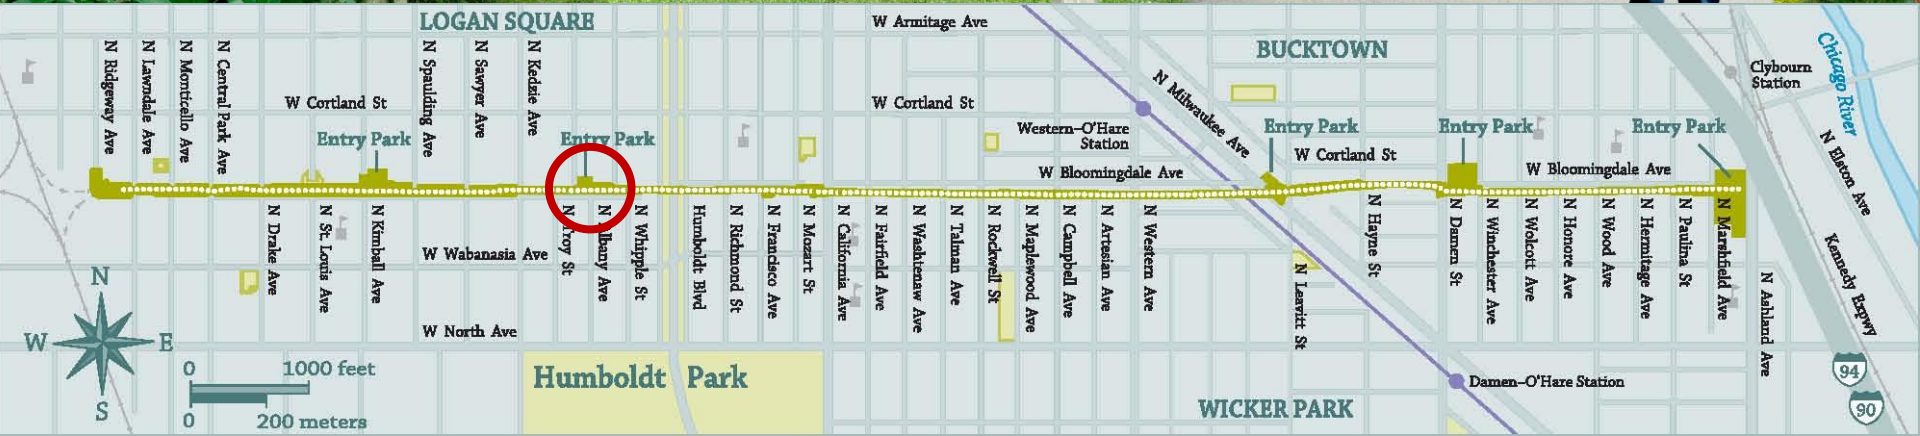 LOGAN SQUARE
W Armitage Ave
BUCKTOWN
Clybourn
Station
Chicago River
N Ridgeway Ave
N Lawndale Ave
N Monticello Ave
N Central Park Ave
W Cortland St
N Spaulding Ave
N Sawyer Ave
N Kedzie Ave
W Cortland St
N Milwaukee Ave
Western–O'Hare
Station
Entry Park
Entry Park
Entry Park
Entry Park
Entry Park
W Cortland St
W Bloomingdale Ave
W Bloomingdale Ave
N Elston Ave
Kennedy Expwy
N Drake Ave
N St. Louis Ave
N Kimball Ave
W Wabanasia Ave
N Troy St
N Albany Ave
N Whipple St
Humboldt Blvd
N Richmond St
N Francisco Ave
N Mozart St
N California Ave
N Fairfield Ave
N Washtenaw Ave
N Talman Ave
N Rockwell St
N Maplewood Ave
N Campbell Ave
N Artesian Ave
N Western Ave
N Leavitt St
N Hayne St
N Damen St
N Winchester Ave
N Wolcott Ave
N Honore Ave
N Wood Ave
N Hermitage Ave
N Paulina St
N Marshfield Ave
N Ashland Ave
W North Ave
N
W
E
S
0
1000 feet
0
200 meters
Humboldt Park
WICKER PARK
Damen–O'Hare Station
94
90